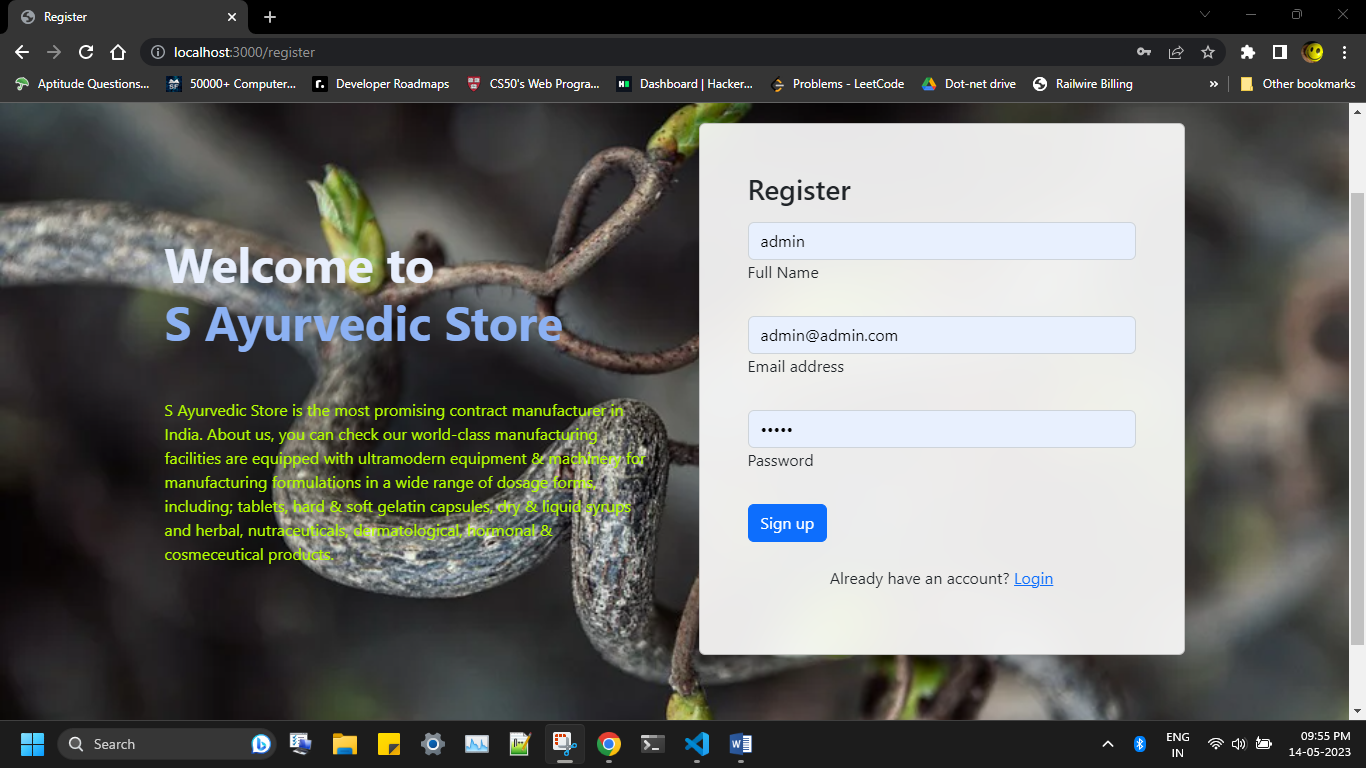 Register
localhost:3000/register
Aptitude Questions...
50000+ Computer...
Developer Roadmaps
CS50's Web Progra...
Dashboard | Hacker...
Problems - LeetCode
Dot-net drive
Railwire Billing
»
Other bookmarks
Welcome to
S Ayurvedic Store
S Ayurvedic Store is the most promising contract manufacturer in
India. About us, you can check our world-class manufacturing
facilities are equipped with ultramodern equipment & machinery for
manufacturing formulations in a wide range of dosage forms,
including; tablets, hard & soft gelatin capsules, dry & liquid syrups
and herbal, nutraceuticals, dermatological, hormonal &
cosmeceutical products.
Register
admin
Full Name
admin@admin.com
Email address
•••••
Password
Sign up
Already have an account? Login
Search
ENG
IN
09:55 PM
14-05-2023